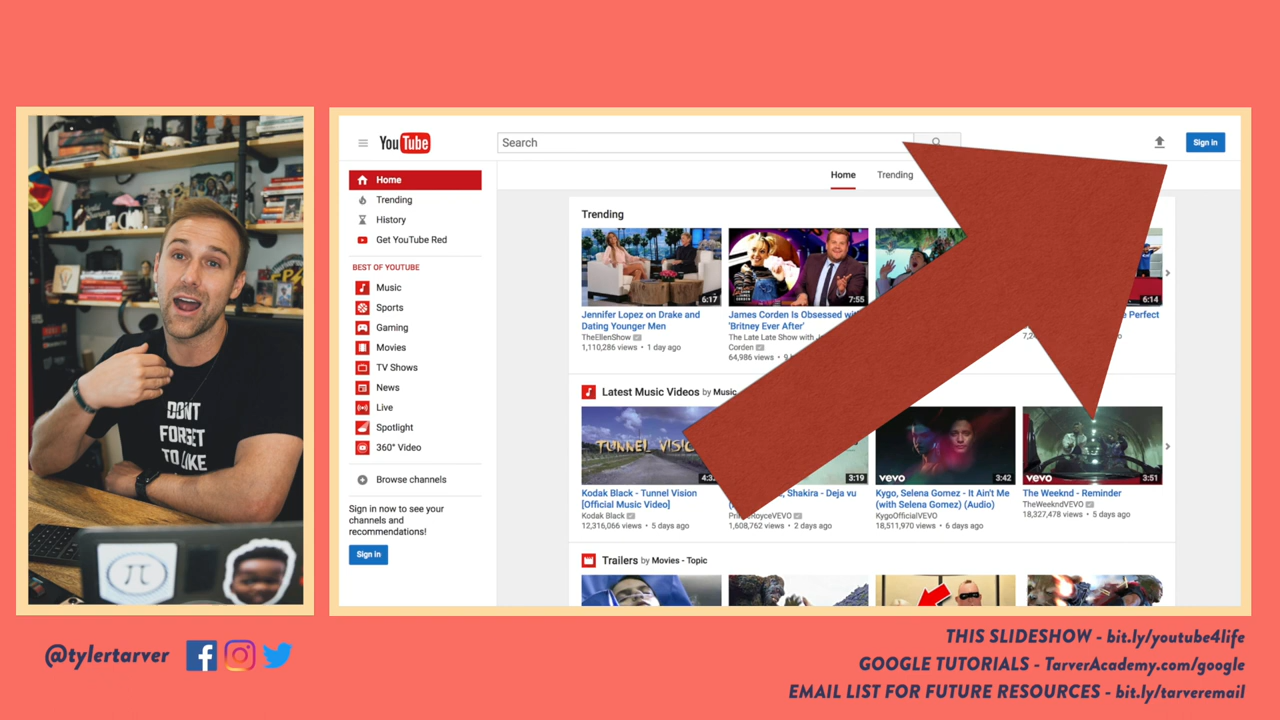 DON'T
FORGET
TO LIKE
π
YouTube
Search
Sign in
Home
Trending
History
Get YouTube Red
BEST OF YOUTUBE
Music
Sports
Gaming
Movies
TV Shows
News
Live
Spotlight
360° Video
Browse channels
Sign in now to see your
channels and
recommendations!
Sign in
Home
Trending
Trending
6:17
7:55
6:14
Jennifer Lopez on Drake and
Dating Younger Men
TheEllenShow
1,110,286 views • 1 day ago
James Corden Is Obsessed
'Britney Ever After'
The Late Late Show with
Corden
64,986 views •
Perfect
Latest Music Videos by Music
TUNNEL
3:19
vevo
3:42
vevo
3:51
Kodak Black - Tunnel Vision
[Official Music Video]
Kodak Black
12,316,066 views • 5 days ago
Shakira - Deja vu
1,608,762 views • 2 days ago
Kygo, Selena Gomez - It Ain't Me
(with Selena Gomez) (Audio)
KygoOfficialVEVO
18,511,970 views • 6 days ago
The Weeknd - Reminder
TheWeekndVEVO
18,327,478 views • 5 days ago
Trailers by Movies - Topic
@tylertarver
THIS SLIDESHOW - bit.ly/youtube4life
GOOGLE TUTORIALS - TarverAcademy.com/google
EMAIL LIST FOR FUTURE RESOURCES - bit.ly/tarveremail